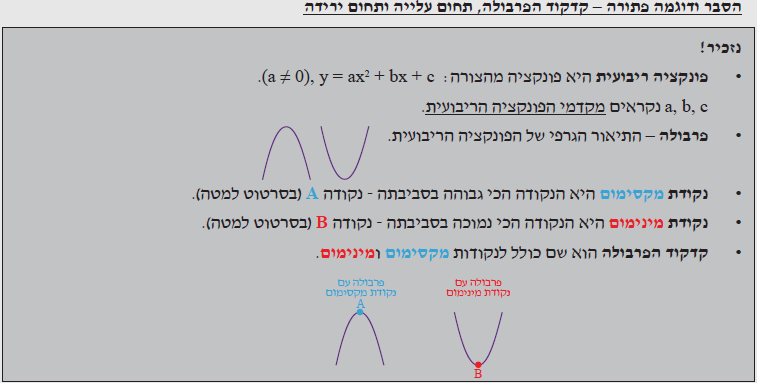 הסבר ודוגמה פתורה – קדקוד הפרבולה, תחום עלייה ותחום ירידה
נזכיר!
• פונקציה ריבועית היא פונקציה מהצורה: y = ax² + bx + c ,(a ≠ 0).
a, b, c נקראים מקדמי הפונקציה הריבועית.
• פרבולה – התיאור הגרפי של הפונקציה הריבועית.
• נקודת מקסימום היא הנקודה הכי גבוהה בסביבתה - נקודה A (בסרטוט למטה).
• נקודת מינימום היא הנקודה הכי נמוכה בסביבתה - נקודה B (בסרטוט למטה).
• קדקוד הפרבולה הוא שם כולל לנקודות מקסימום ומינימום.
פרבולה עם
נקודת מינימום
B
פרבולה עם
נקודת מקסימום
A